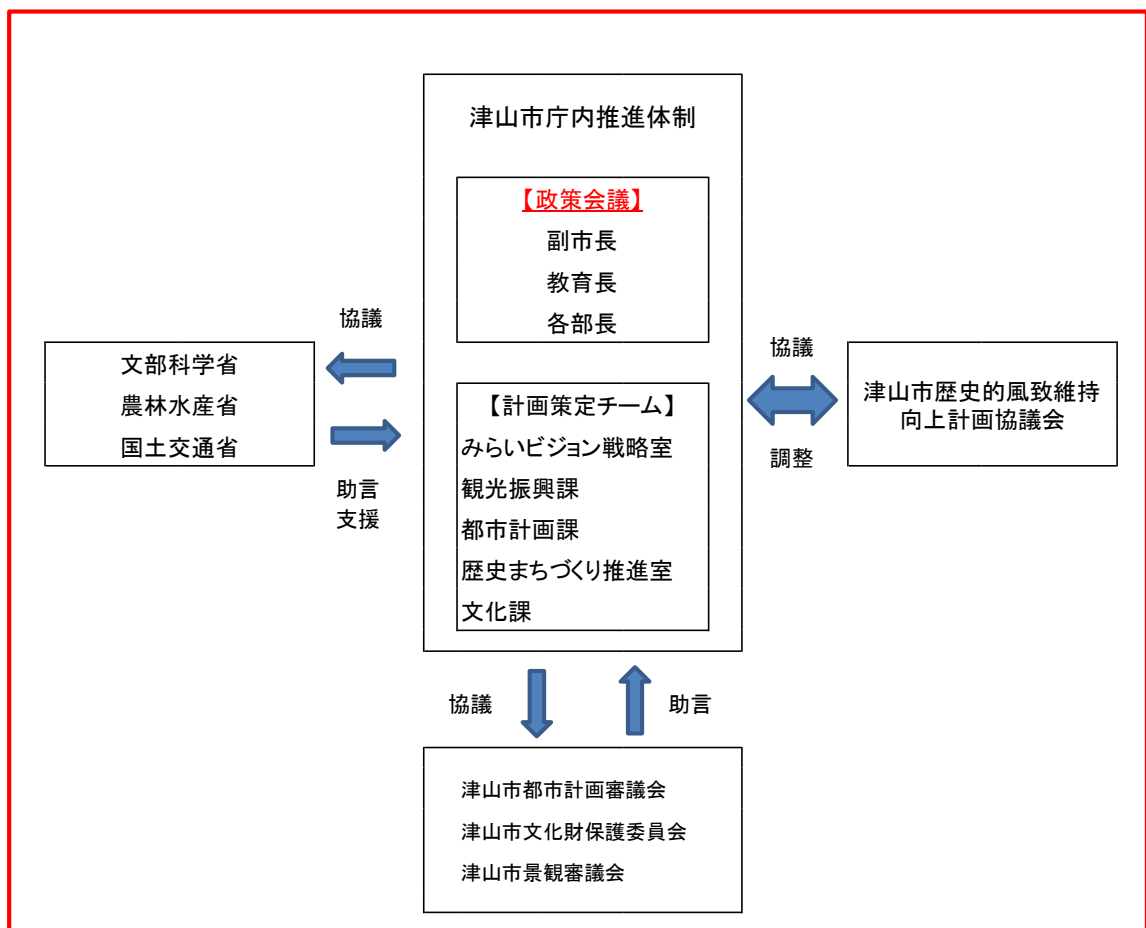 津山市庁内推進体制
【政策会議】
副市長
教育長
各部長
協議
文部科学省
農林水産省
国土交通省
助言
支援
【計画策定チーム】
みらいビジョン戦略室
観光振興課
都市計画課
歴史まちづくり推進室
文化課
協議
調整
津山市歴史的風致維持
向上計画協議会
協議
助言
津山市都市計画審議会
津山市文化財保護委員会
津山市景観審議会